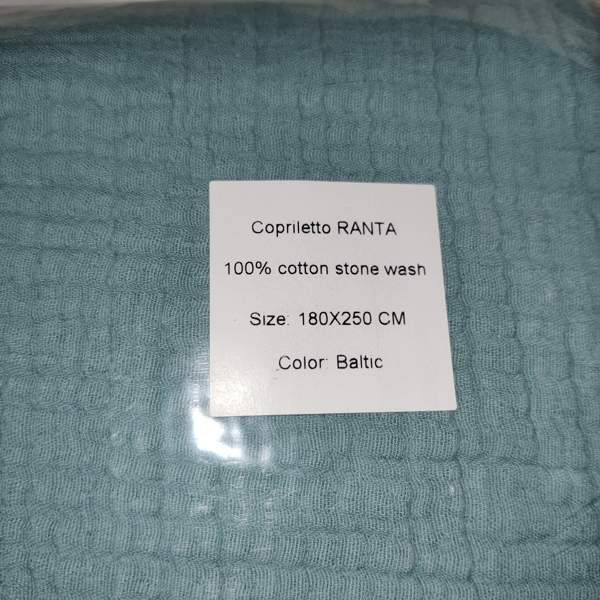 Copriletto RANTA
100% cotton stone wash
Size: 180X250 CM
Color: Baltic